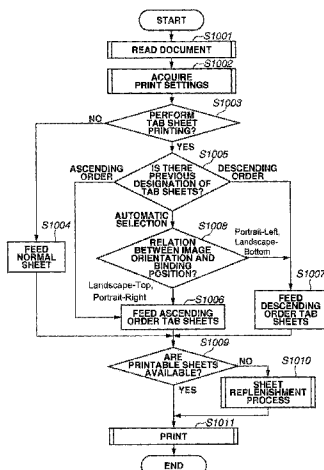 START
S1001
READ DOCUMENT
S1002
ACQUIRE
PRINT SETTINGS
S1003
PERFORM
TAB SHEET
PRINTING?
NO
YES
S1005
ASCENDING
ORDER
IS THERE
PREVIOUS
DESIGNATION OF
TAB SHEETS?
DESCENDING
ORDER
AUTOMATIC
SELECTION
S1004
FEED
NORMAL
SHEET
S1008
RELATION
BETWEEN IMAGE
ORIENTATION AND
BINDING
POSITION?
Portrait-Left,
Landscape-
Bottom
Landscape-Top,
Portrait-Right
S1006
FEED ASCENDING
ORDER TAB SHEETS
S1007
FEED
DESCENDING
ORDER TAB
SHEETS
S1009
ARE
PRINTABLE SHEETS
AVAILABLE?
NO
YES
S1010
SHEET
REPLENISHMENT
PROCESS
S1011
PRINT
END